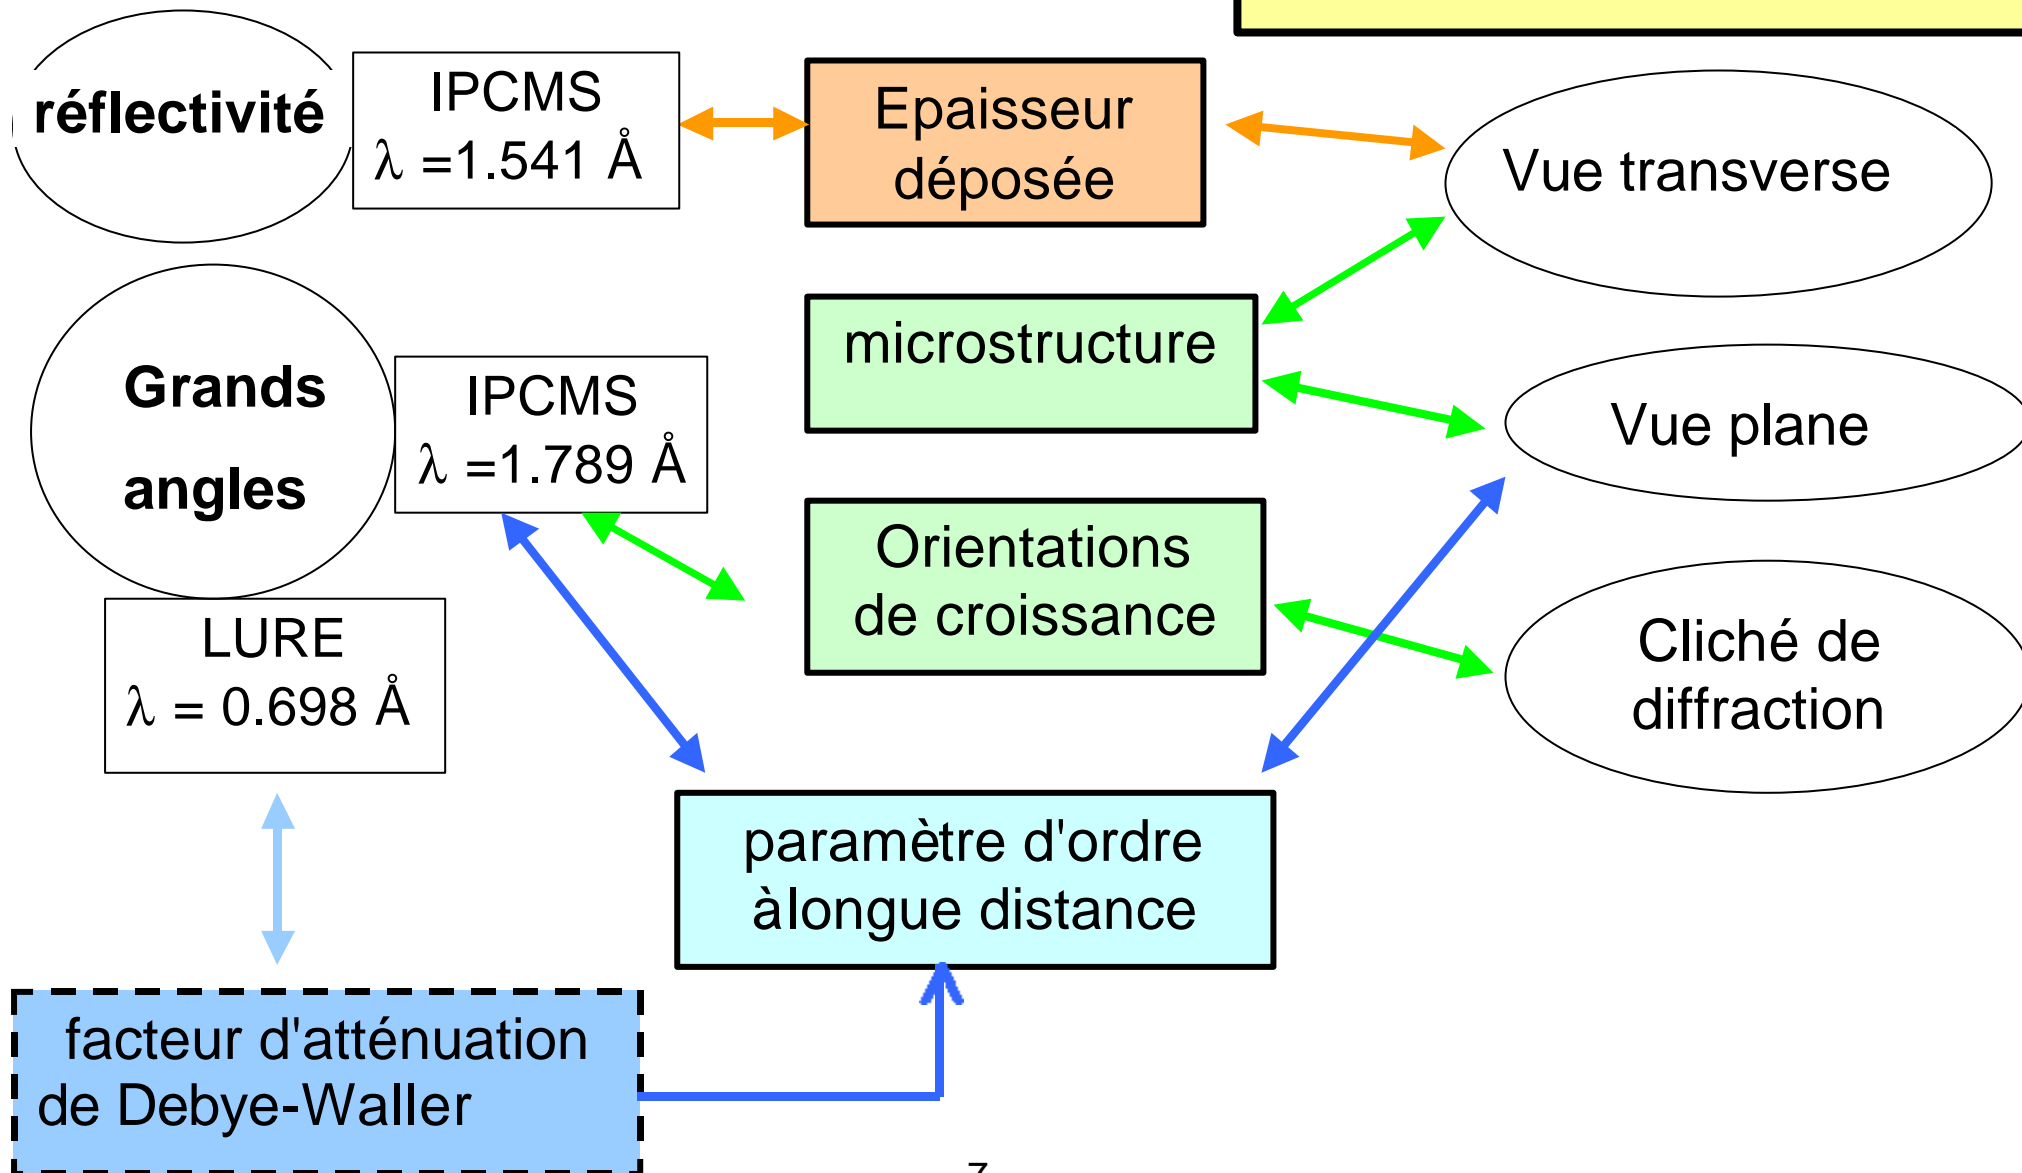 réflectivité
IPCMS
λ =1.541 Å
Epaisseur
déposée
Vue transverse
microstructure
Grands
angles
IPCMS
λ =1.789 Å
Vue plane
Orientations
de croissance
LURE
λ = 0.698 Å
Cliché de
diffraction
paramètre d'ordre
àlongue distance
facteur d'atténuation
de Debye-Waller
7